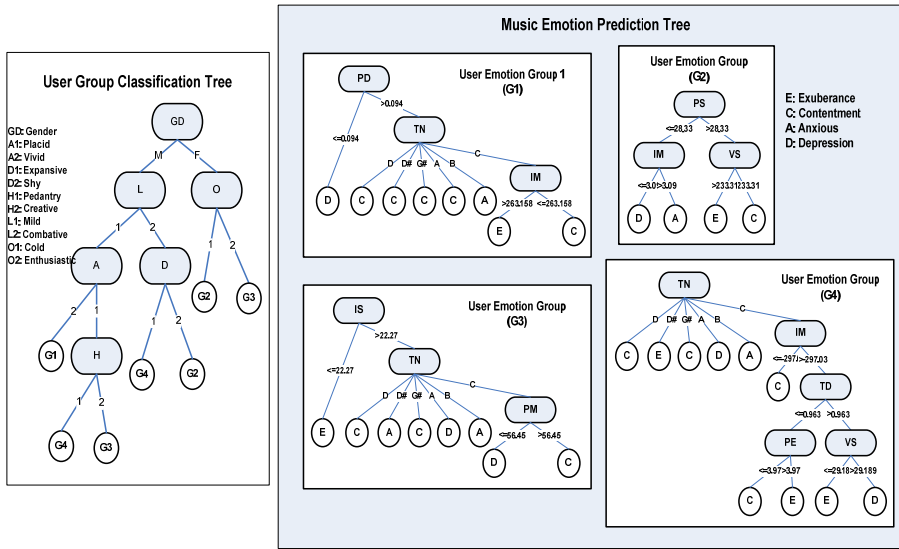 Music Emotion Prediction Tree
User Group Classification Tree
GD: Gender
A1: Placid
A2: Vivid
D1: Expansive
D2: Shy
H1: Pedantry
H2: Creative
L1: Mild
L2: Combative
O1: Cold
O2: Enthusiastic
GD
M F
L O
1 2 1 2
A D
G2 G3
2 1 1 2
G1 H G4 G2
1 2
G4 G3
User Emotion Group 1
(G1)
PD
>0.094
<=0.094
TN
D D# G# A B C
IM
>263.158 <=263.158
D C C C C A
E C
User Emotion Group
(G2)
PS
<=28,33 >28,33
IM VS
<=3.0>3.09 >233.31233.31
D A E C
E: Exuberance
C: Contentment
A: Anxious
D: Depression
User Emotion Group
(G3)
IS
>22.27
<=22.27
TN
D D# G# A B C
PM
<=56.45 >56.45
E C A C D A
D C
User Emotion Group
(G4)
TN
D D# G# A B C
IM
C E C D A
<=297.>297.03
C TD
<=0.963 >0.963
PE VS
<=3.97>3.97 <=29.18>29.189
C E E D